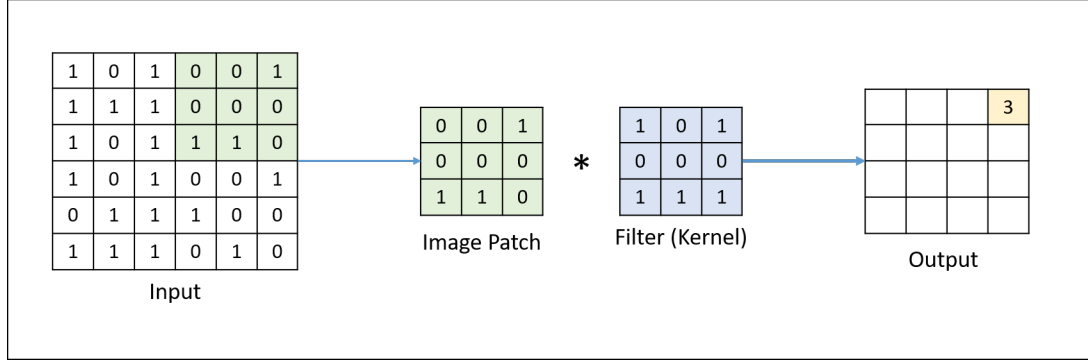 1 0 1 0 0 1
1 1 1 0 0 0
1 0 1 1 1 0
1 0 1 0 0 1
0 1 1 1 0 0
1 1 1 0 1 0
Input
0 0 1
0 0 0
1 1 0
Image Patch
*
1 0 1
0 0 0
1 1 1
Filter (Kernel)
3
Output